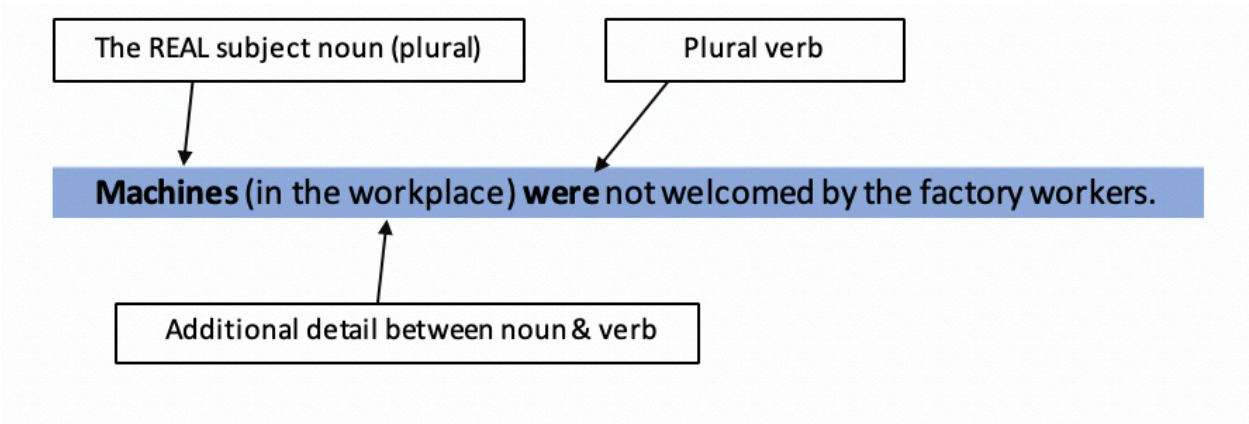 The REAL subject noun (plural)
Plural verb
Machines (in the workplace) were not welcomed by the factory workers.
Additional detail between noun & verb